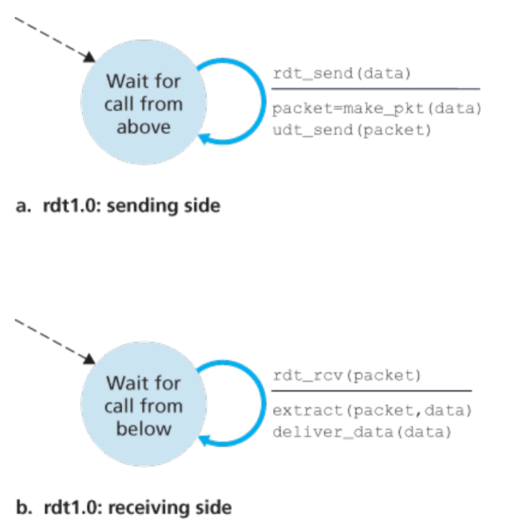 Wait for
call from
above
rdt_send(data)
packet=make_pkt(data)
udt_send(packet)
a. rdt1.0: sending side
Wait for
call from
below
rdt_rcv(packet)
extract(packet,data)
deliver_data(data)
b. rdt1.0: receiving side